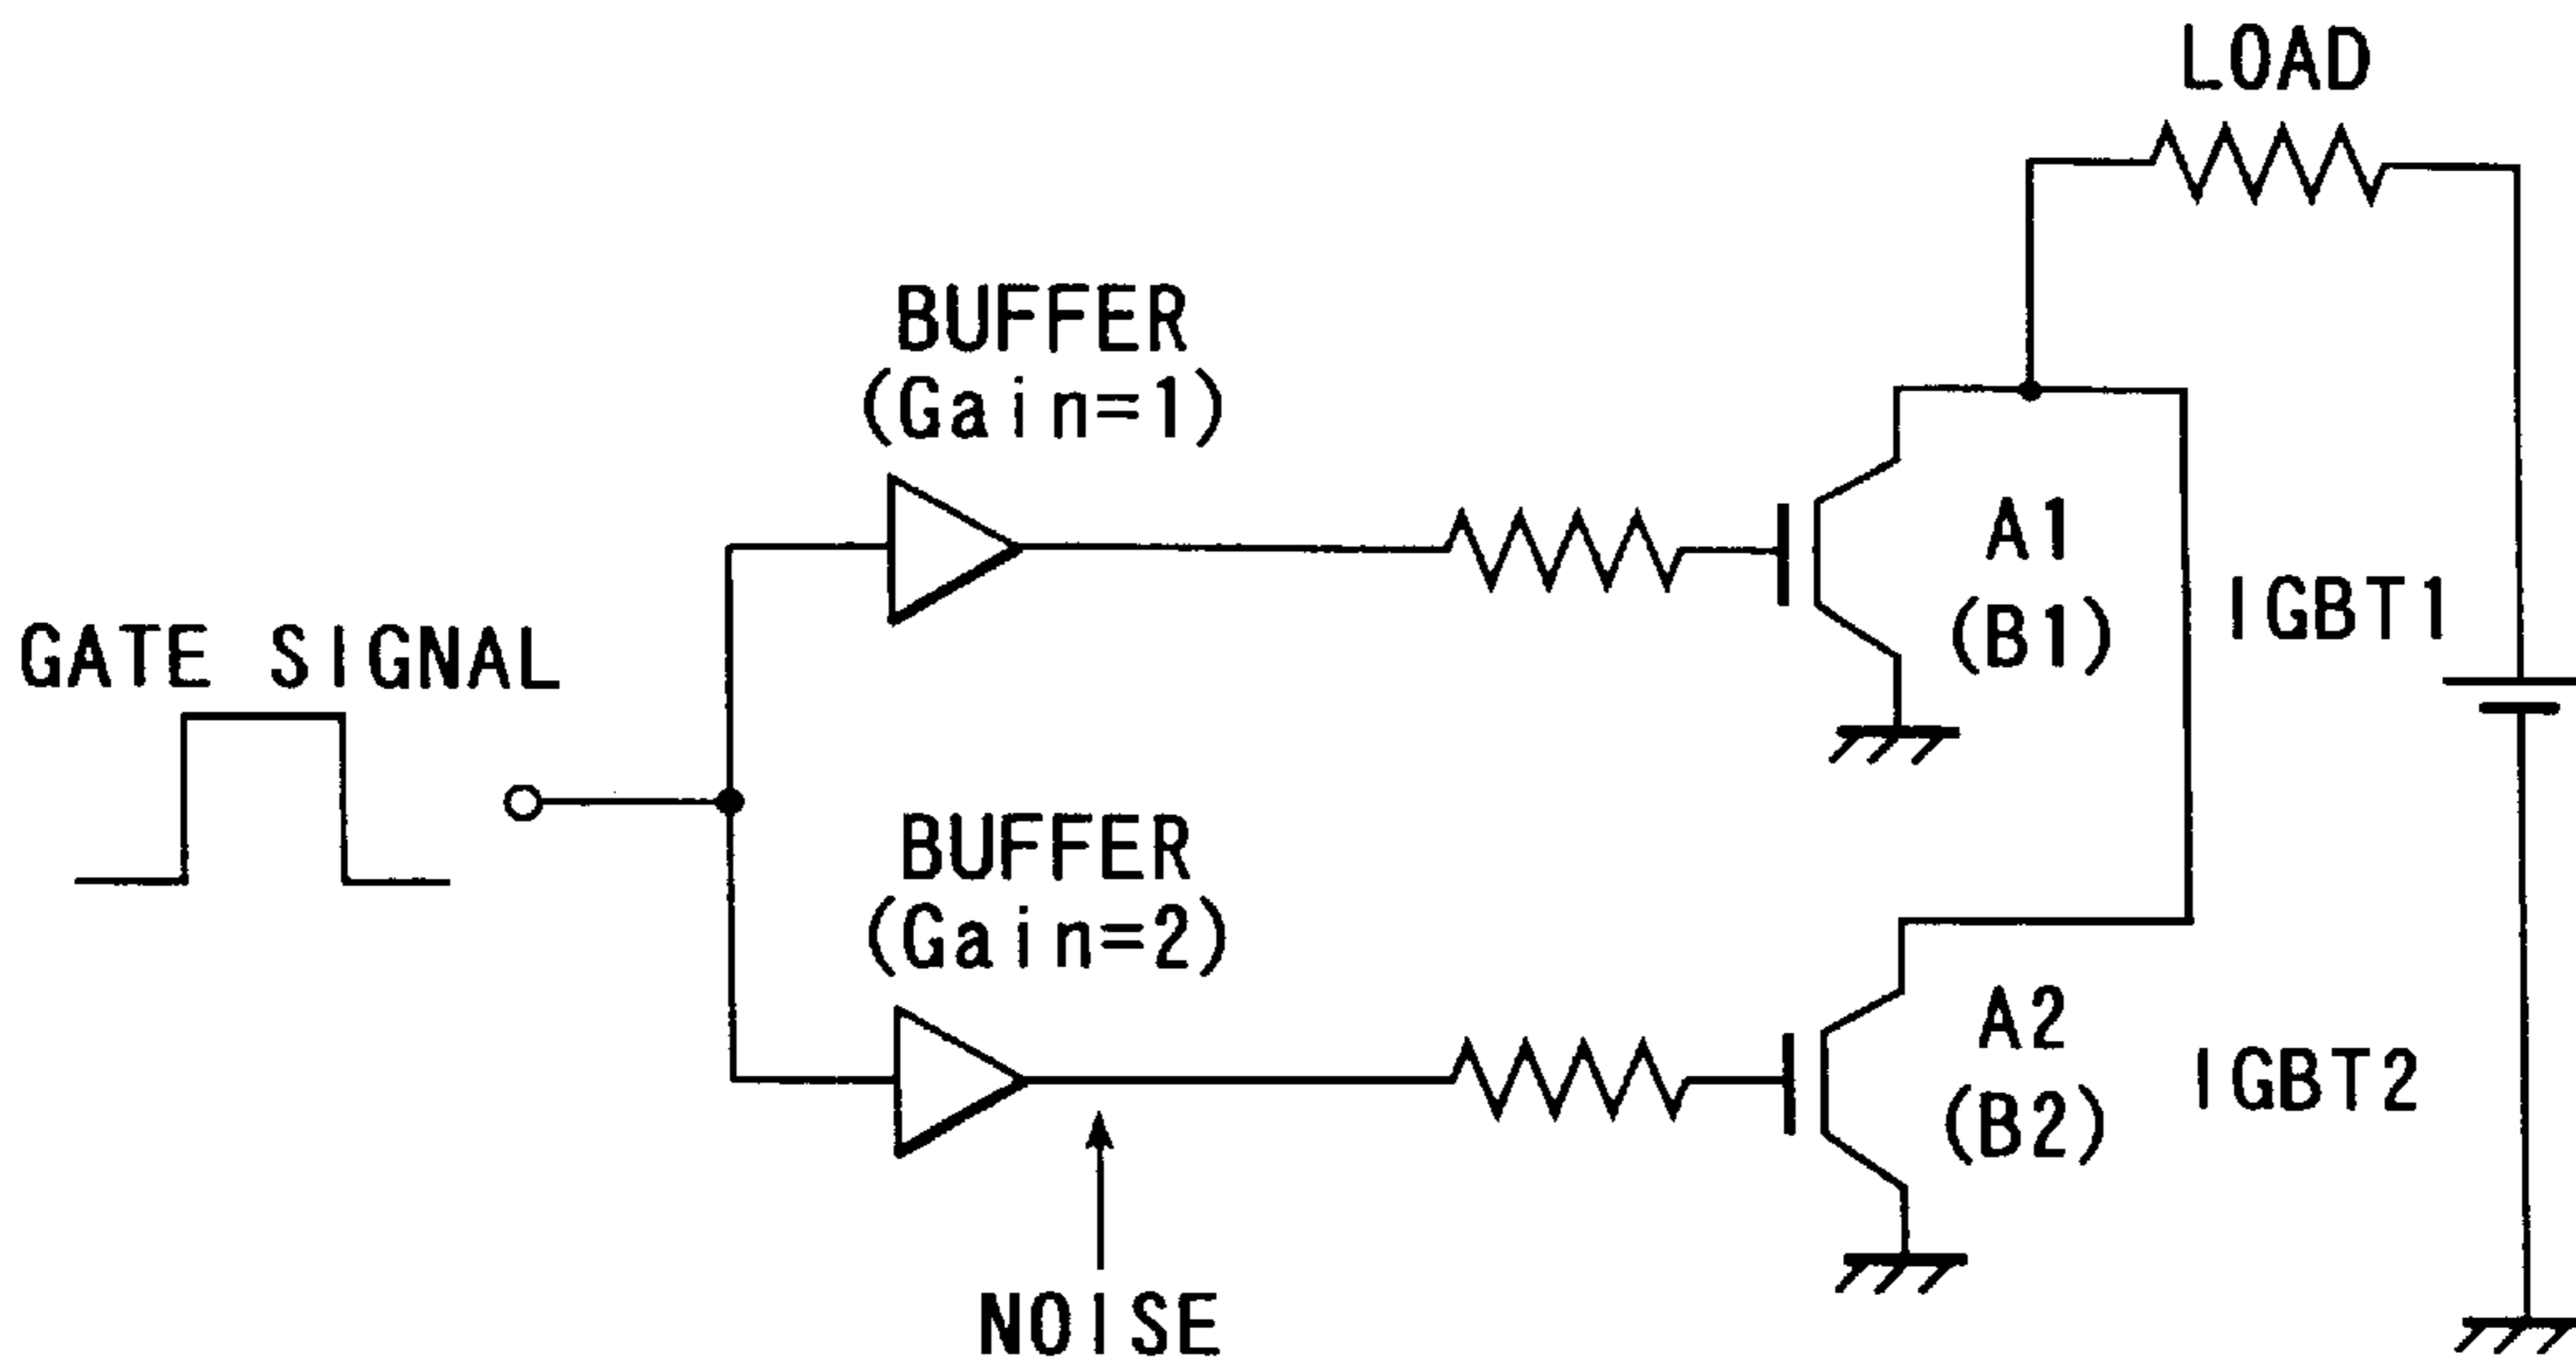 LOAD
BUFFER
(Gain=1)
A1
(B1)
IGBT1
GATE SIGNAL
BUFFER
(Gain=2)
A2
(B2)
IGBT2
NOISE